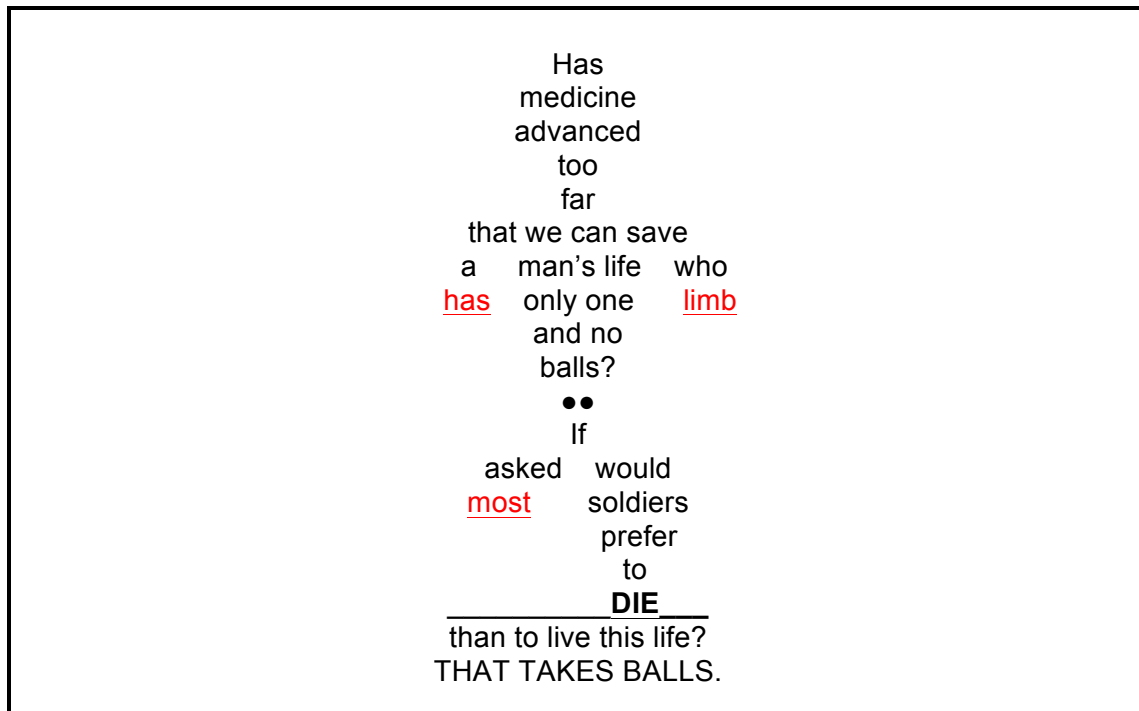 Has
medicine
advanced
too
far
that we can save
a man’s life who
has only one limb
and no
balls?
●●
If
asked would
most soldiers
prefer
to
__________DIE___
than to live this life?
THAT TAKES BALLS.